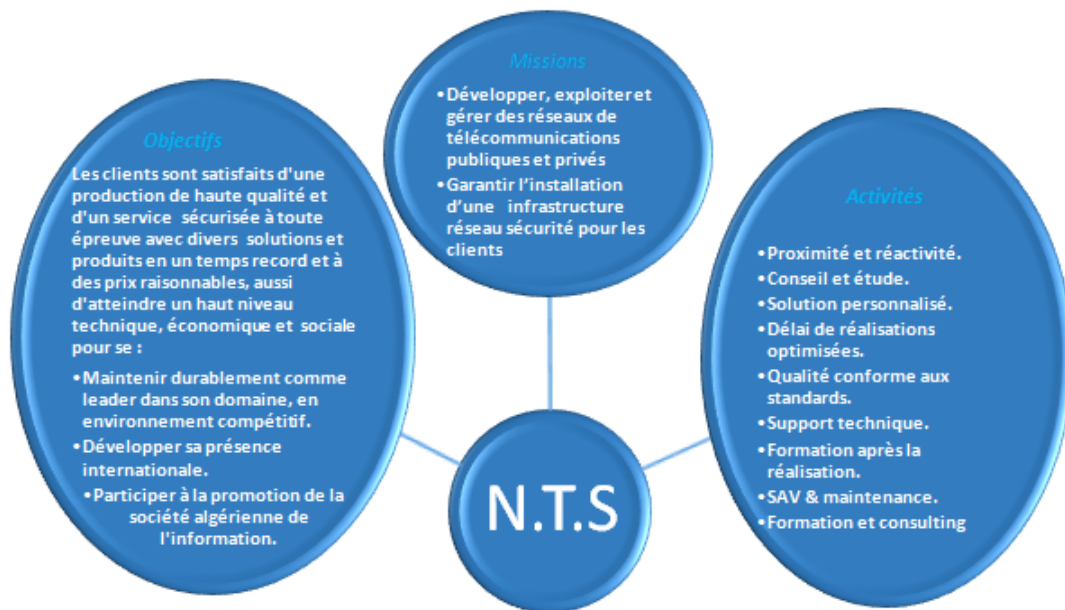 Missions
•Développer, exploiter et
gérer des réseaux de
télécommunications
publiques et privés
•Garantir l’installation
d’une infrastructure
réseau sécurité pour les
clients
Objectifs
Les clients sont satisfaits d'une
production de haute qualité et
d'un service sécurisée à toute
épreuve avec divers solutions et
produits en un temps record et à
des prix raisonnables, aussi
d'atteindre un haut niveau
technique, économique et sociale
pour se :
•Maintenir durablement comme
leader dans son domaine, en
environnement compétitif.
•Développer sa présence
internationale.
•Participer à la promotion de la
société algérienne de
l'information.
Activités
•Proximité et réactivité.
•Conseil et étude.
•Solution personnalisé.
•Délai de réalisations
optimisées.
•Qualité conforme aux
standards.
•Support technique.
•Formation après la
réalisation.
•SAV & maintenance.
•Formation et consulting
N.T.S